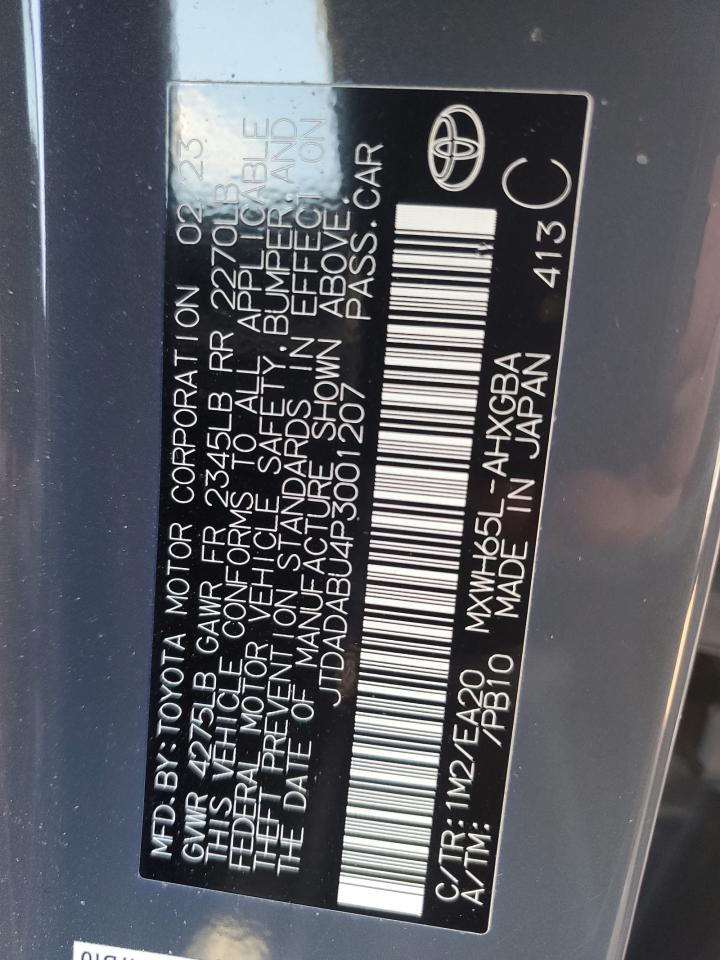 MFD. BY: TOYOTA MOTOR CORPORATION 02/23
GVWR 4275LB GAWR FR 2345LB RR 2270LB
THIS VEHICLE CONFORMS TO ALL APPLICABLE
FEDERAL MOTOR VEHICLE SAFETY, BUMPER, AND
THEFT PREVENTION STANDARDS IN EFFECT ON
THE DATE OF MANUFACTURE SHOWN ABOVE.
JTDADABU4P3001207 PASS. CAR
C/TR: 1M2/EA20 MXWH65L-AHXGBA 413 C
A/TM: /PB10 MADE IN JAPAN